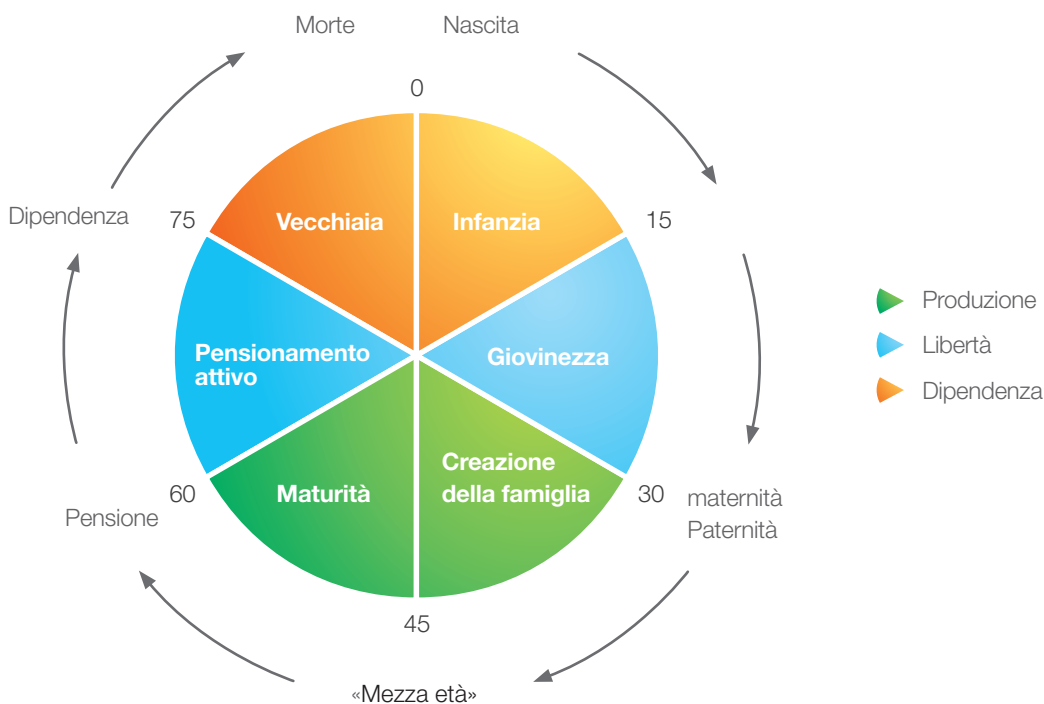 Morte
Nascita
0
Dipendenza
75
Vecchiaia
Infanzia
15
Pensionamento
attivo
Giovinezza
Produzione
Libertà
Dipendenza
60
Maturità
Creazione
della famiglia
30
maternità
Paternità
Pensione
45
«Mezza età»